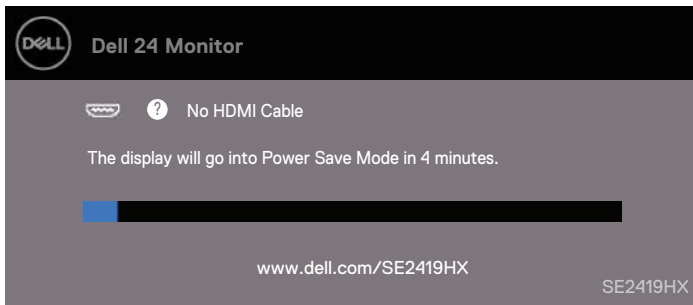 DELL
Dell 24 Monitor
? No HDMI Cable
The display will go into Power Save Mode in 4 minutes.
www.dell.com/SE2419HX
SE2419HX